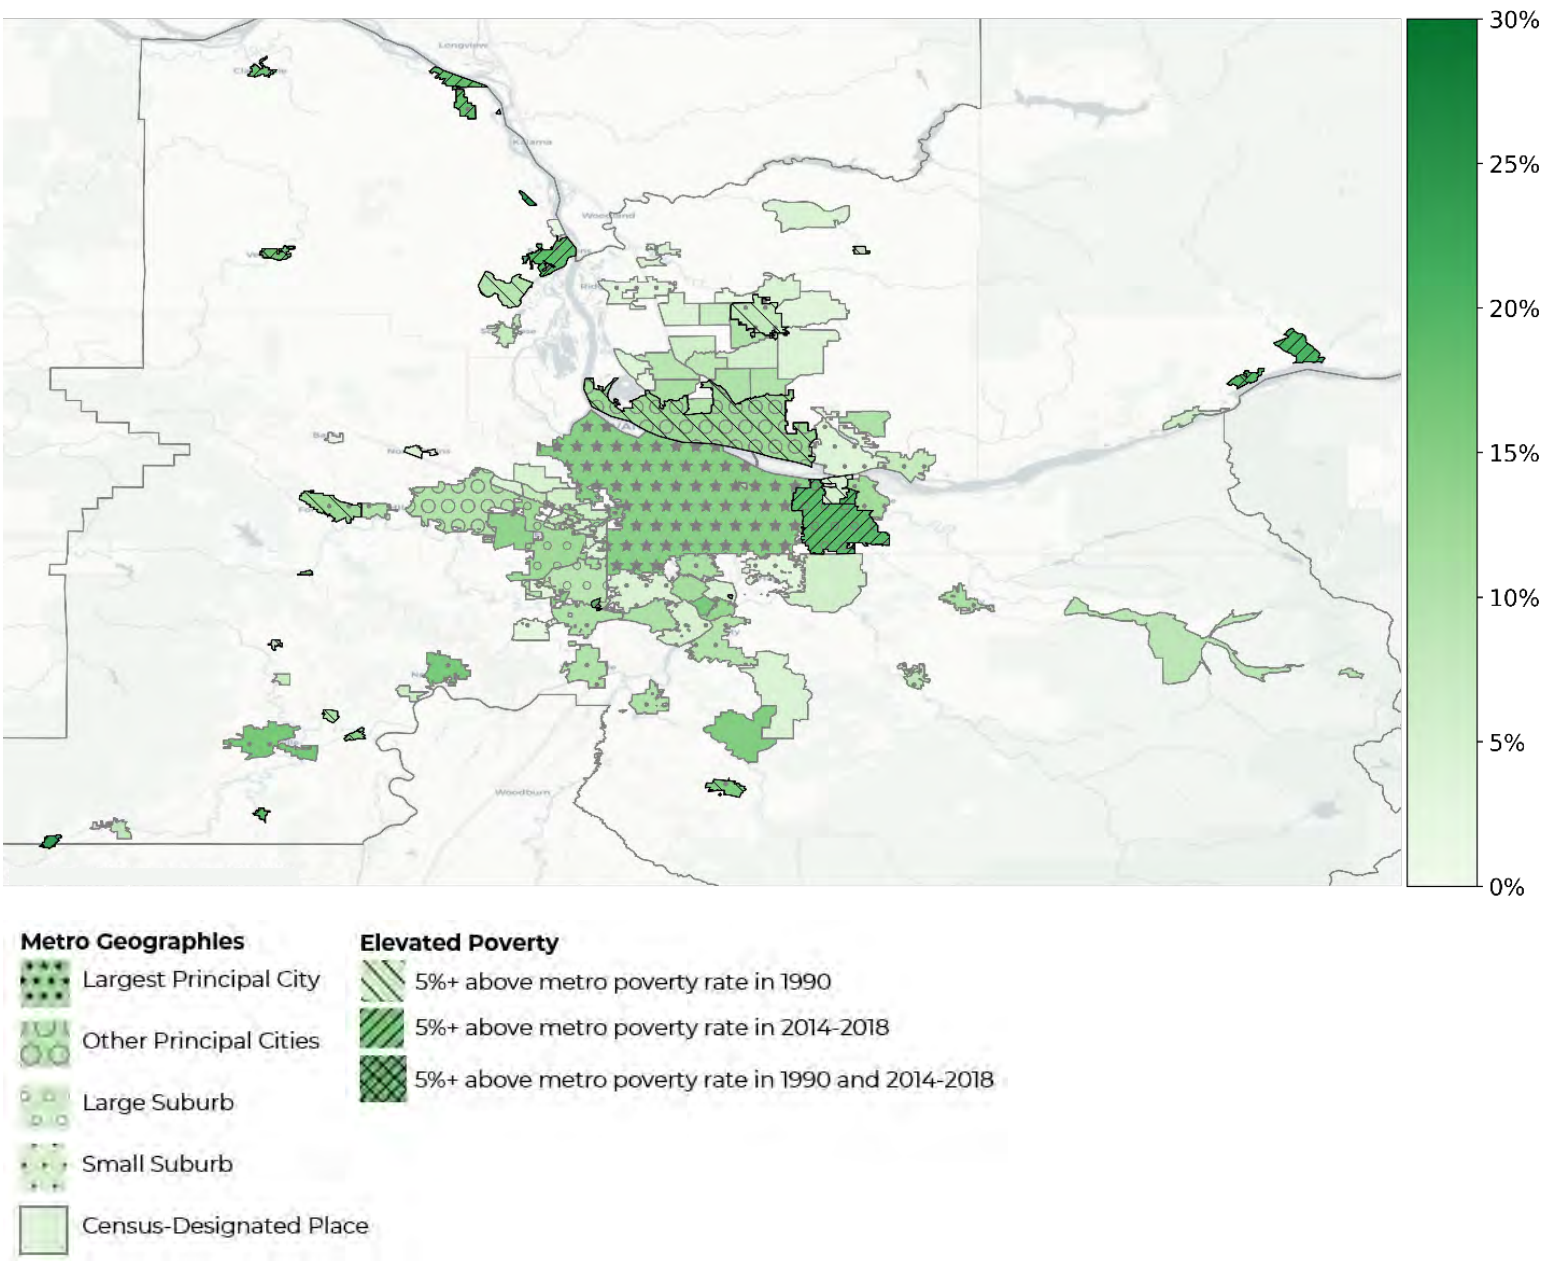 30%
Longview
25%
Kalama
Woodland
20%
15%
10%
5%
Woodburn
0%
Metro Geographies
Largest Principal City
Other Principal Cities
Large Suburb
Small Suburb
Census-Designated Place
Elevated Poverty
5%+ above metro poverty rate in 1990
5%+ above metro poverty rate in 2014-2018
5%+ above metro poverty rate in 1990 and 2014-2018